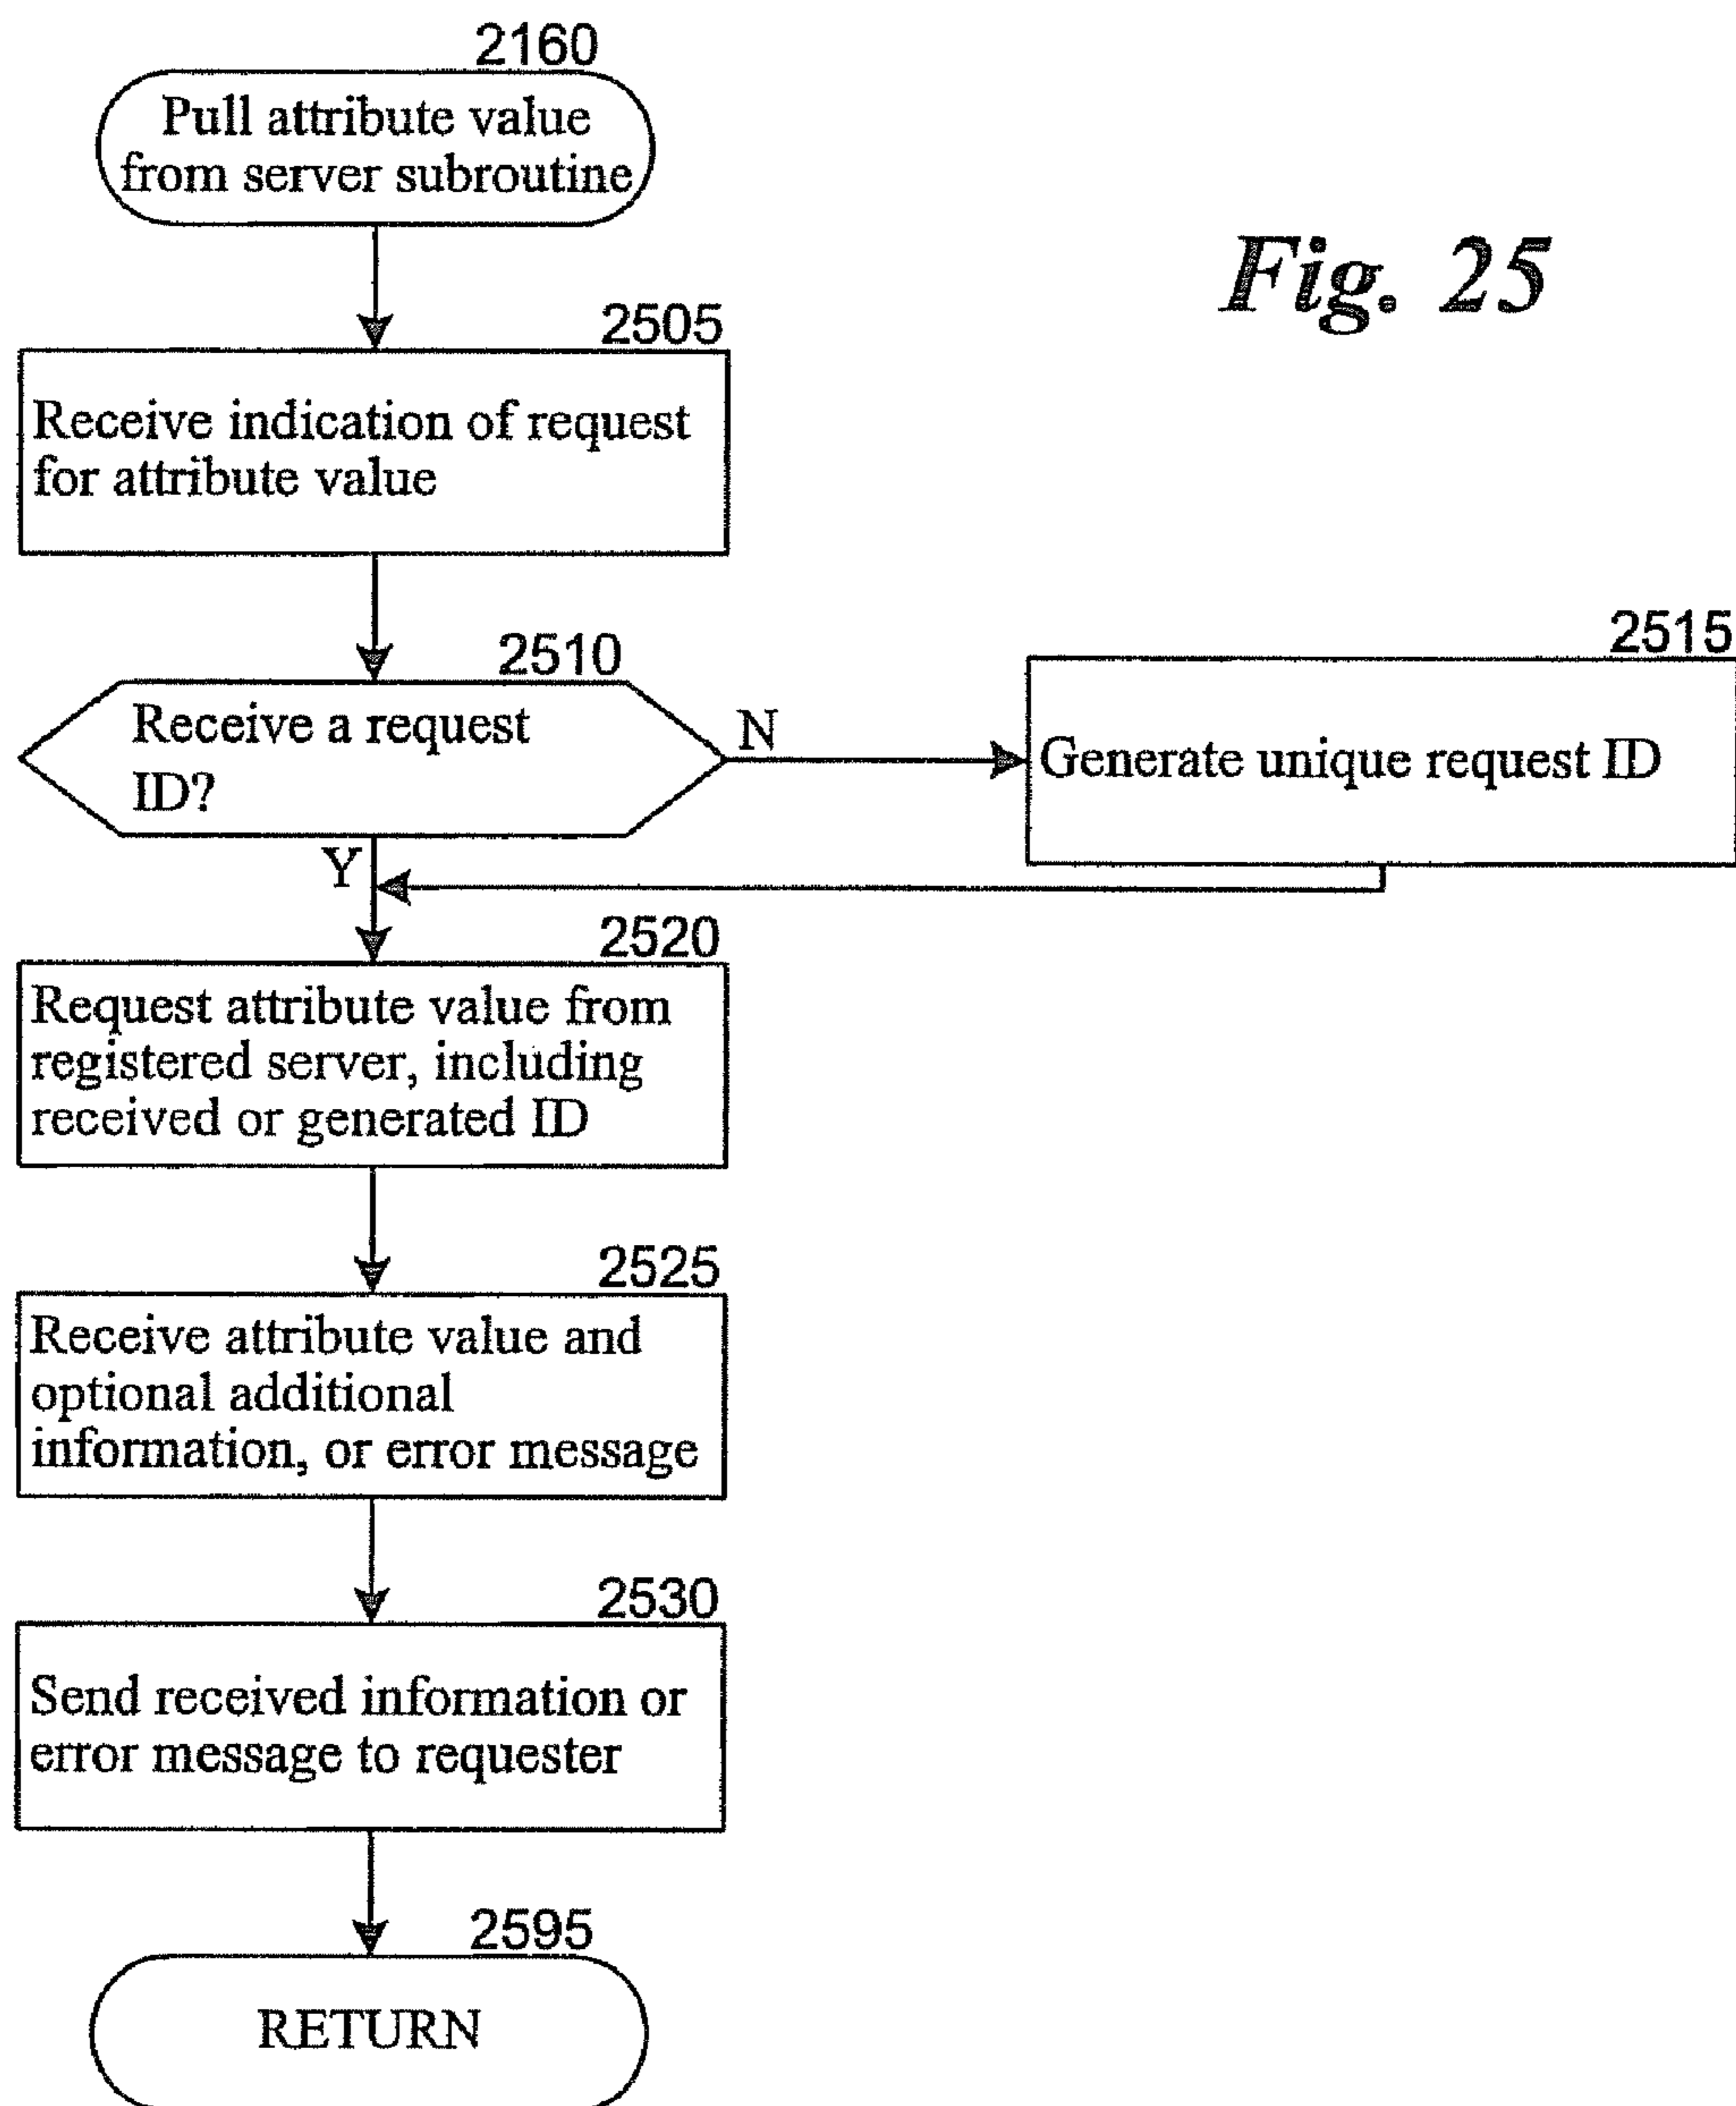 2160
Pull attribute value
from server subroutine
Fig. 25
2505
Receive indication of request
for attribute value
2510
Receive a request
ID?
N
2515
Generate unique request ID
Y
2520
Request attribute value from
registered server, including
received or generated ID
2525
Receive attribute value and
optional additional
information, or error message
2530
Send received information or
error message to requester
2595
RETURN